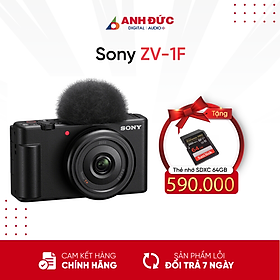 ANH ĐỨC
DIGITAL - AUDIO
Sony ZV-1F
SONY
Tặng
Thẻ nhớ SDXC 64GB
590.000
CAM KẾT HÀNG
CHÍNH HÃNG
SẢN PHẨM LỖI
ĐỔI TRẢ 7 NGÀY